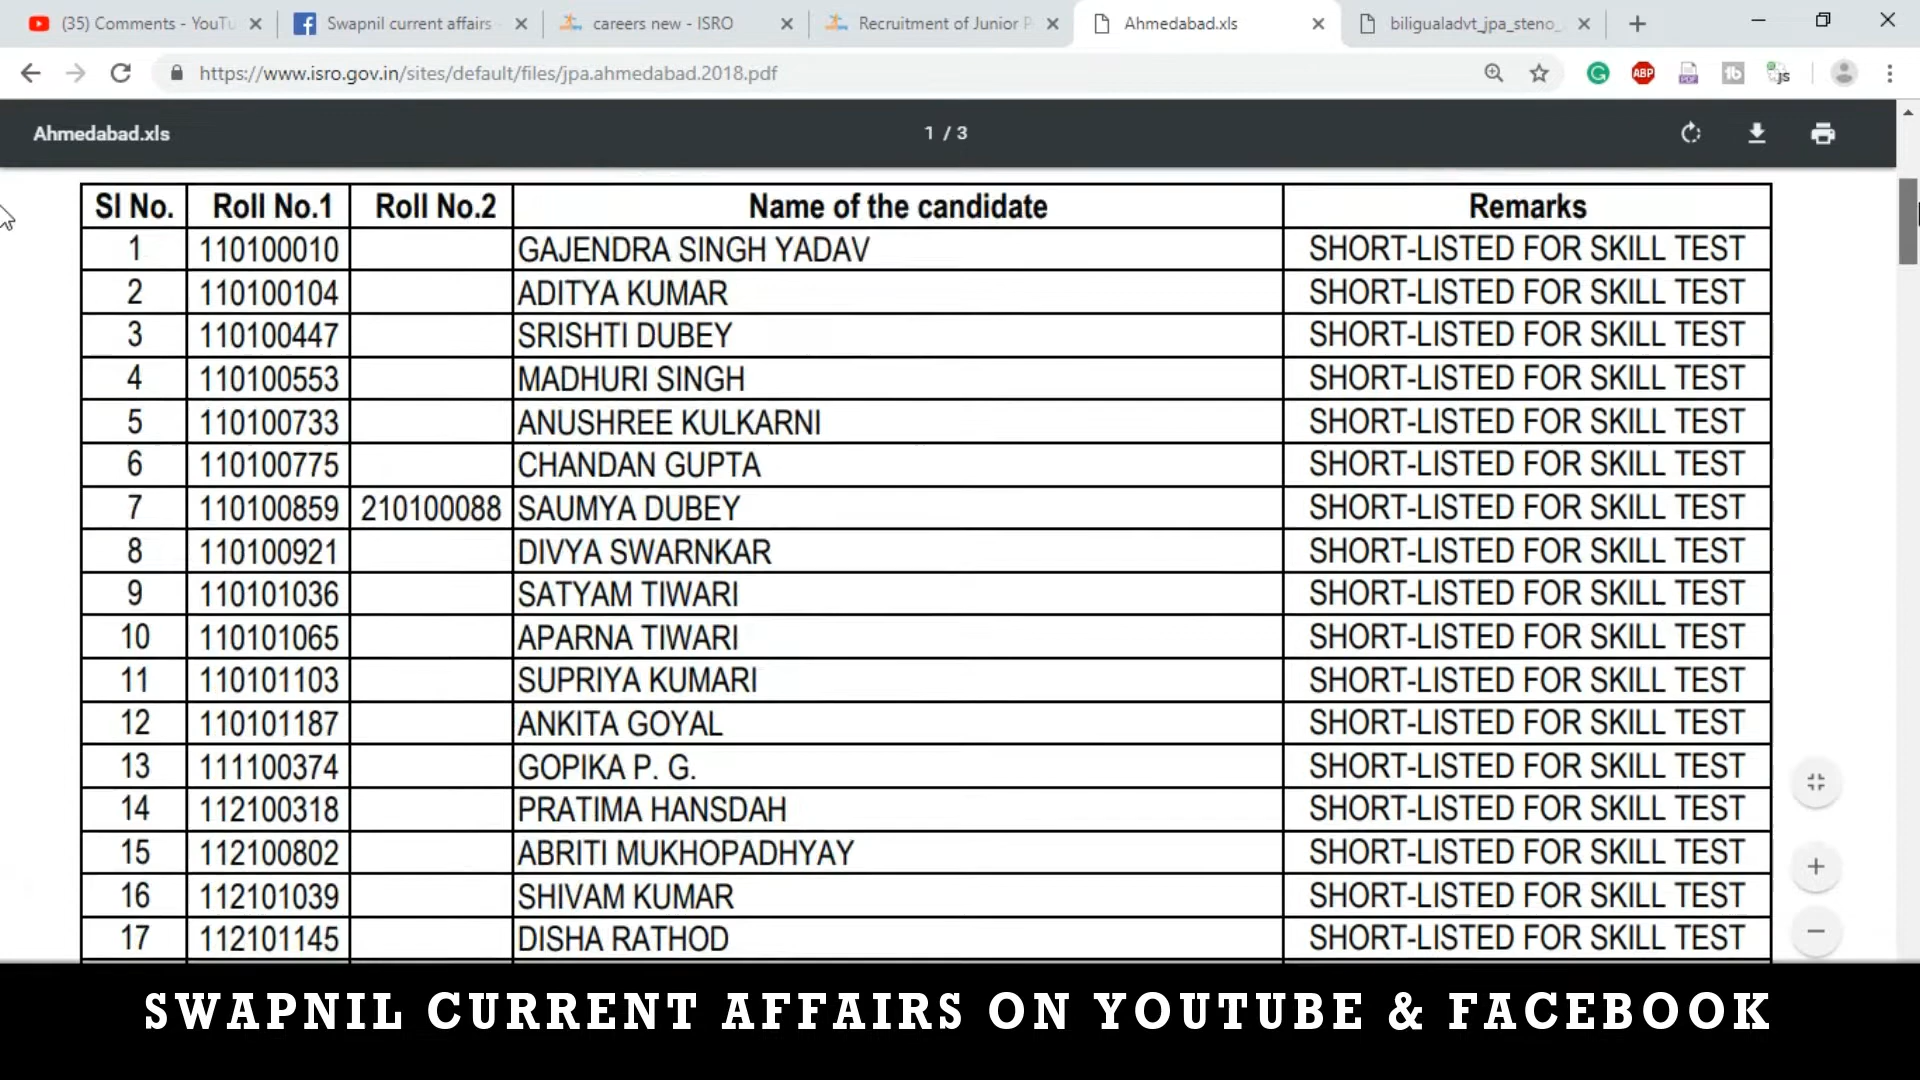 (35) Comments - YouTu
Swapnil current affairs
careers new - ISRO
Recruitment of Junior P
Ahmedabad.xls
biligualadvt_jpa_steno_
https://www.isro.gov.in/sites/default/files/jpa.ahmedabad.2018.pdf
ABP
PDF
tb
js
Ahmedabad.xls 1 / 3
Sl No. Roll No.1 Roll No.2 Name of the candidate Remarks
1 110100010 GAJENDRA SINGH YADAV SHORT-LISTED FOR SKILL TEST
2 110100104 ADITYA KUMAR SHORT-LISTED FOR SKILL TEST
3 110100447 SRISHTI DUBEY SHORT-LISTED FOR SKILL TEST
4 110100553 MADHURI SINGH SHORT-LISTED FOR SKILL TEST
5 110100733 ANUSHREE KULKARNI SHORT-LISTED FOR SKILL TEST
6 110100775 CHANDAN GUPTA SHORT-LISTED FOR SKILL TEST
7 110100859 210100088 SAUMYA DUBEY SHORT-LISTED FOR SKILL TEST
8 110100921 DIVYA SWARNKAR SHORT-LISTED FOR SKILL TEST
9 110101036 SATYAM TIWARI SHORT-LISTED FOR SKILL TEST
10 110101065 APARNA TIWARI SHORT-LISTED FOR SKILL TEST
11 110101103 SUPRIYA KUMARI SHORT-LISTED FOR SKILL TEST
12 110101187 ANKITA GOYAL SHORT-LISTED FOR SKILL TEST
13 111100374 GOPIKA P. G. SHORT-LISTED FOR SKILL TEST
14 112100318 PRATIMA HANSDAH SHORT-LISTED FOR SKILL TEST
15 112100802 ABRITI MUKHOPADHYAY SHORT-LISTED FOR SKILL TEST
16 112101039 SHIVAM KUMAR SHORT-LISTED FOR SKILL TEST
17 112101145 DISHA RATHOD SHORT-LISTED FOR SKILL TEST
SWAPNIL CURRENT AFFAIRS ON YOUTUBE & FACEBOOK